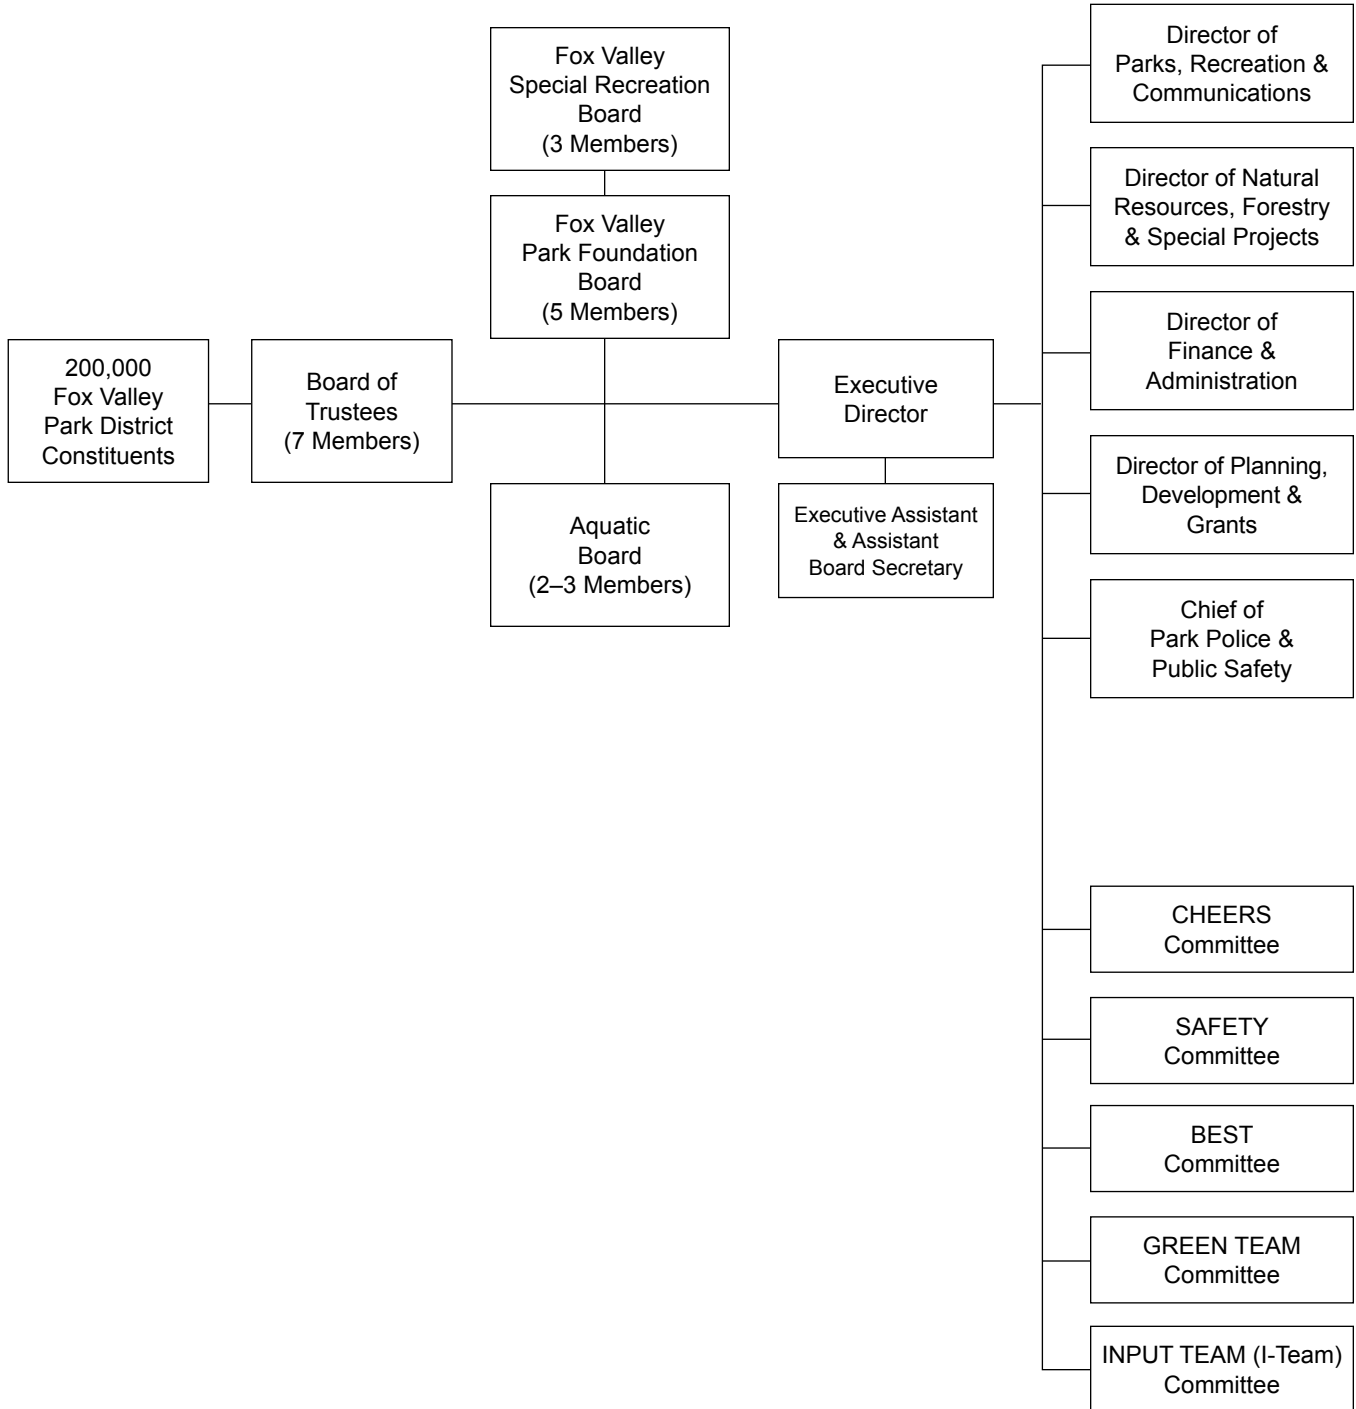 Fox Valley
Special Recreation
Board
(3 Members)
Fox Valley
Park Foundation
Board
(5 Members)
200,000
Fox Valley
Park District
Constituents
Board of
Trustees
(7 Members)
Aquatic
Board
(2–3 Members)
Executive
Director
Executive Assistant
& Assistant
Board Secretary
Director of
Parks, Recreation &
Communications
Director of Natural
Resources, Forestry
& Special Projects
Director of
Finance &
Administration
Director of Planning,
Development &
Grants
Chief of
Park Police &
Public Safety
CHEERS
Committee
SAFETY
Committee
BEST
Committee
GREEN TEAM
Committee
INPUT TEAM (I-Team)
Committee